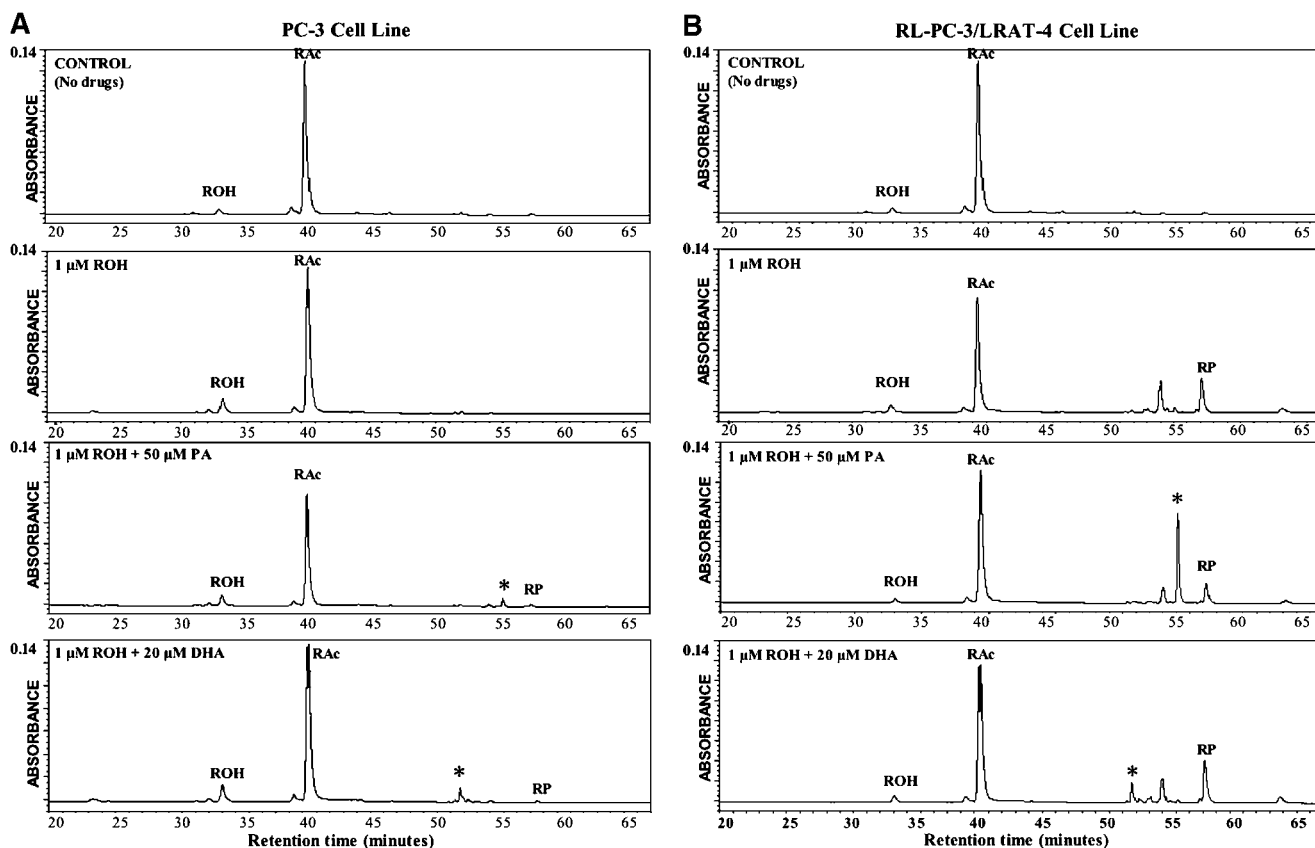 A
PC-3 Cell Line
0.14
CONTROL
(No drugs)
RAc
ROH
ABSORBANCE
20 25 30 35 40 45 50 55 60 65
0.14
1 µM ROH
RAc
ROH
ABSORBANCE
20 25 30 35 40 45 50 55 60 65
0.14
1 µM ROH + 50 µM PA
RAc
ROH
*
RP
ABSORBANCE
20 25 30 35 40 45 50 55 60 65
0.14
1 µM ROH + 20 µM DHA
RAc
ROH
*
RP
ABSORBANCE
20 25 30 35 40 45 50 55 60 65
Retention time (minutes)
B
RL-PC-3/LRAT-4 Cell Line
0.14
CONTROL
(No drugs)
RAc
ROH
ABSORBANCE
20 25 30 35 40 45 50 55 60 65
0.14
1 µM ROH
RAc
ROH
RP
ABSORBANCE
20 25 30 35 40 45 50 55 60 65
0.14
1 µM ROH + 50 µM PA
RAc
*
ROH
RP
ABSORBANCE
20 25 30 35 40 45 50 55 60 65
0.14
1 µM ROH + 20 µM DHA
RAc
ROH
*
RP
ABSORBANCE
20 25 30 35 40 45 50 55 60 65
Retention time (minutes)